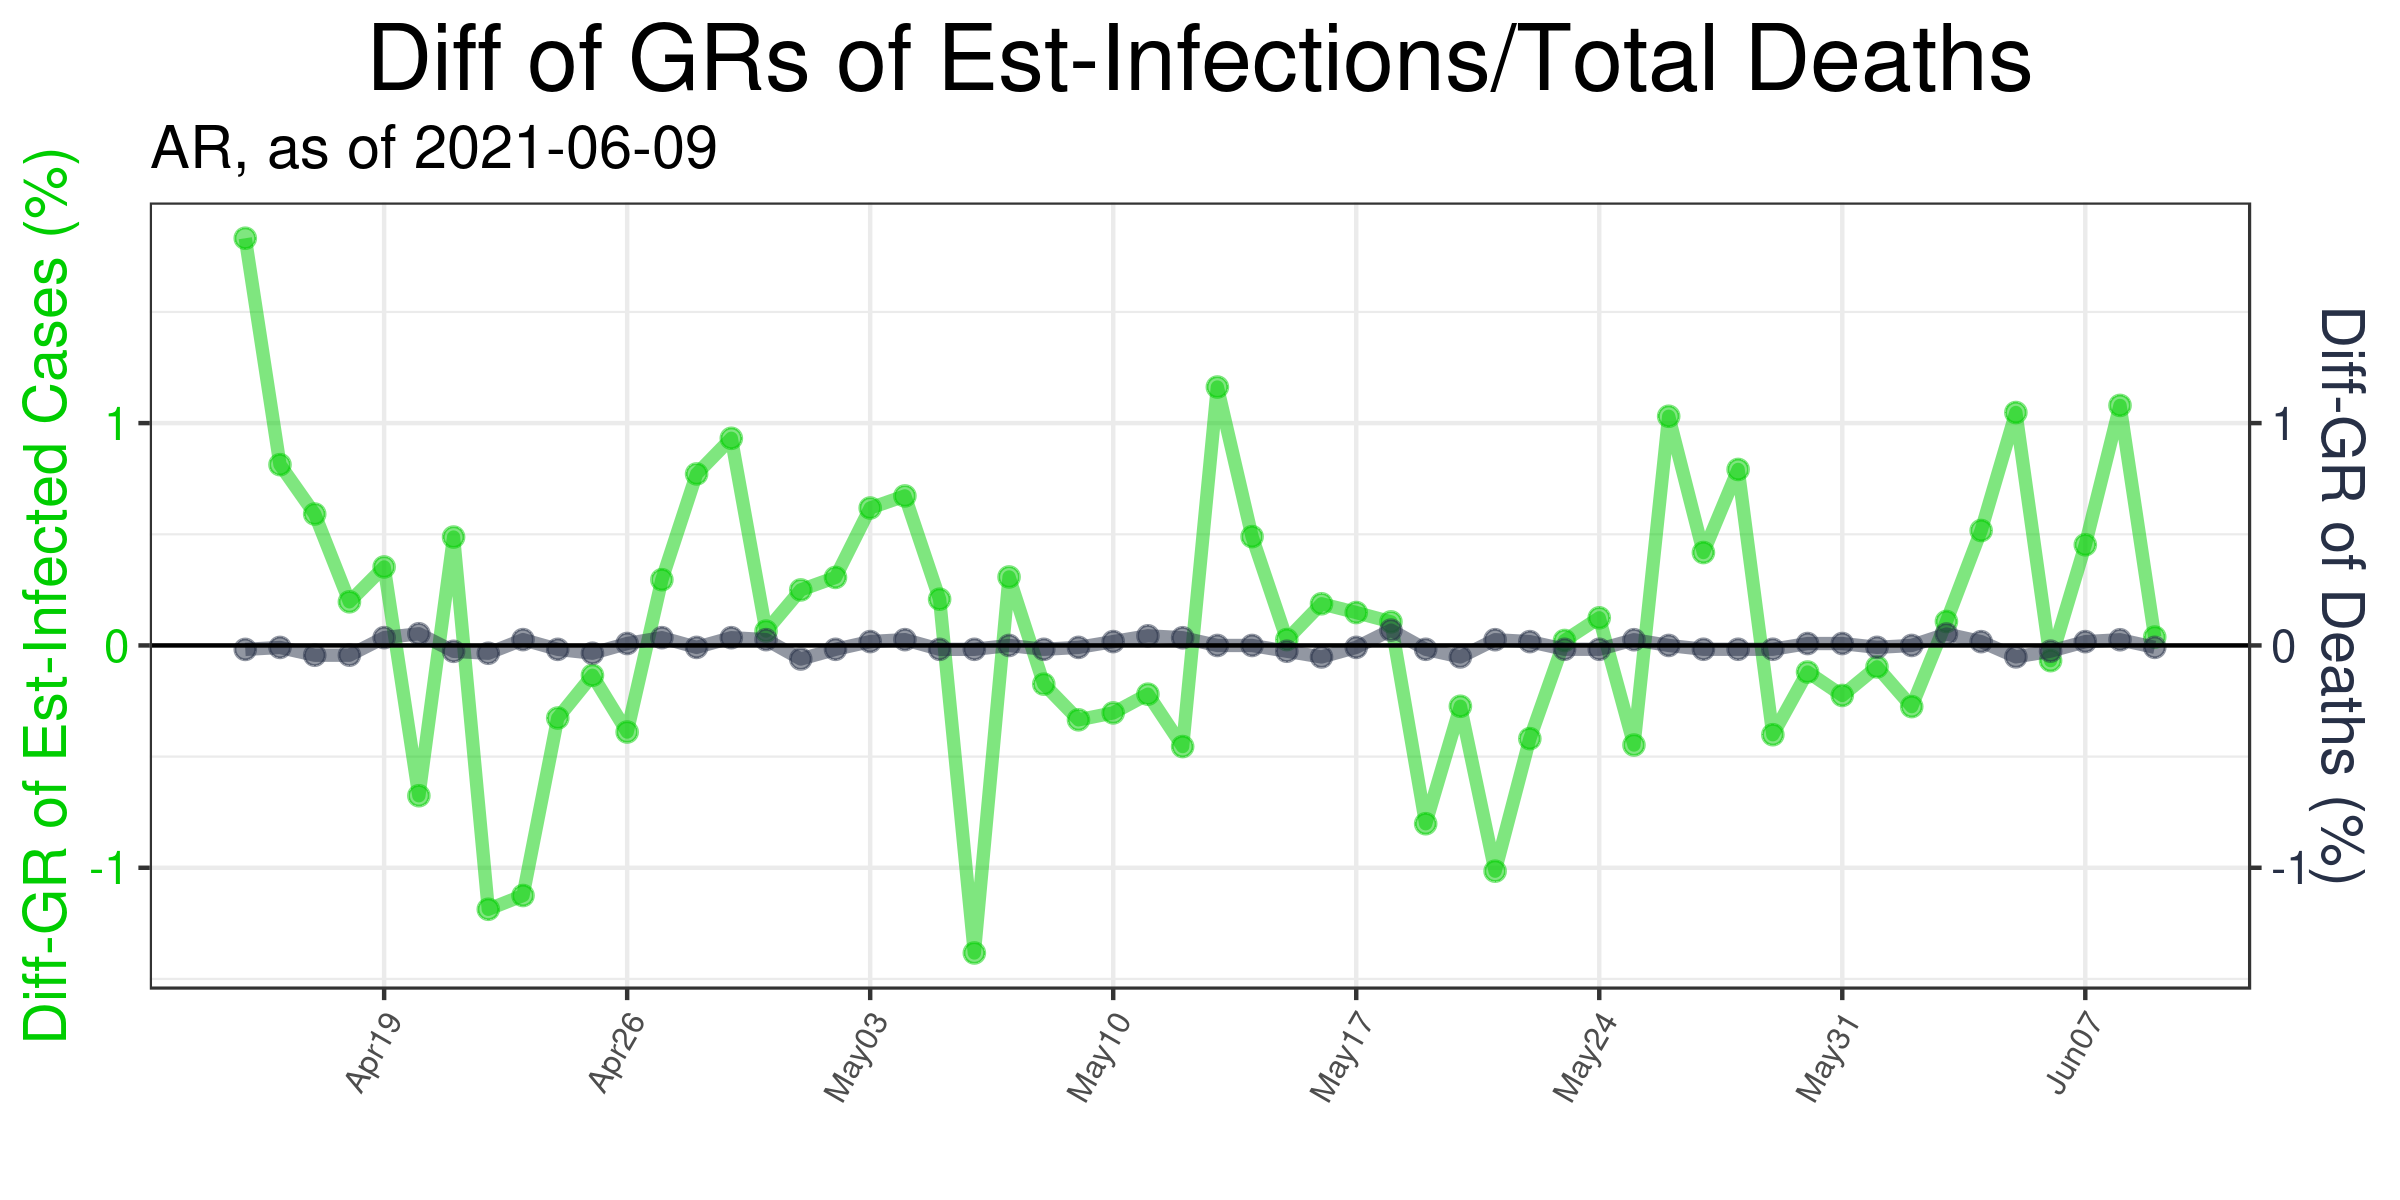 Diff of GRs of Est-Infections/Total Deaths
AR, as of 2021-06-09
Diff-GR of Est-Infected Cases (%)
1
0
-1
1
0
-1
Diff-GR of Deaths (%)
Apr19
Apr26
May03
May10
May17
May24
May31
Jun07